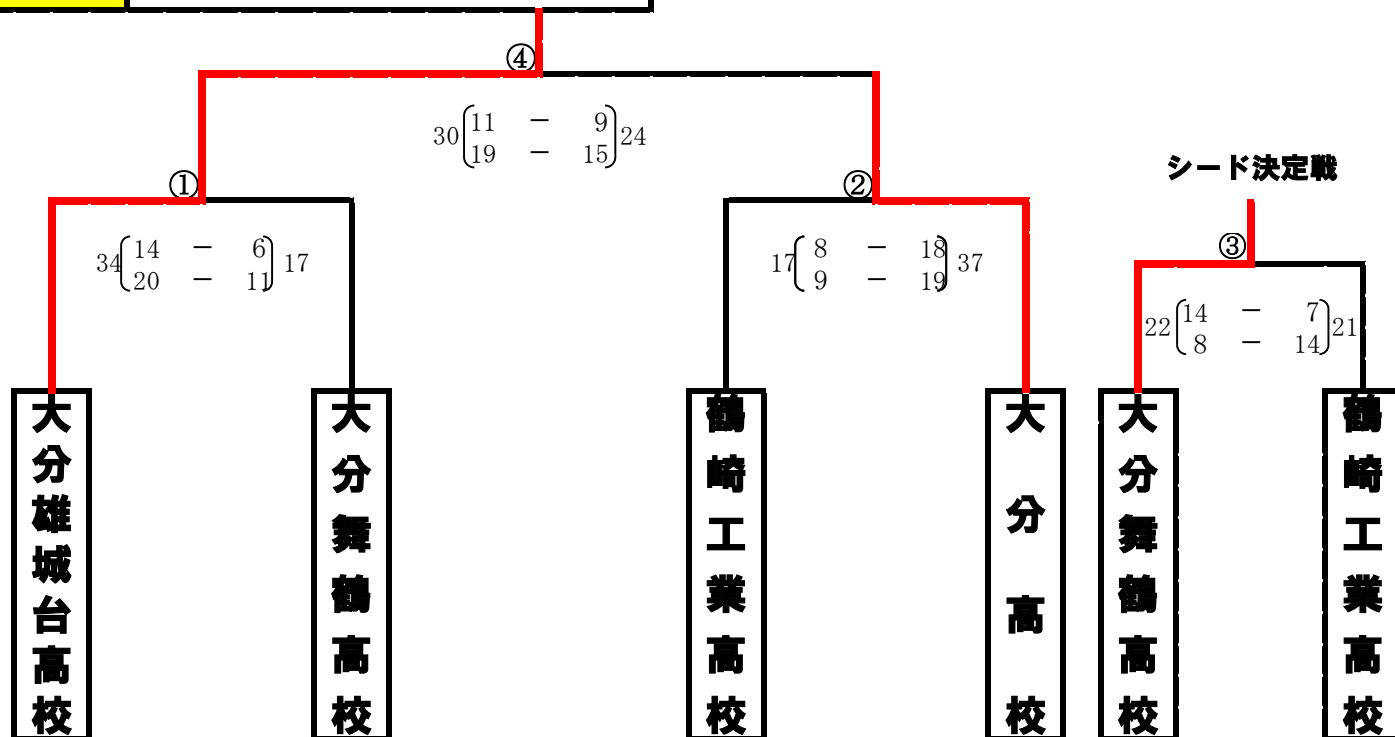 ④
30 11 － 9 24
19 － 15
シード決定戦
①
②
③
34 14 － 6 17
20 － 11
17 8 － 18 37
9 － 19
22 14 － 7 21
8 － 14
大分雄城台高校
大分舞鶴高校
鶴崎工業高校
大分高校
大分舞鶴高校
鶴崎工業高校